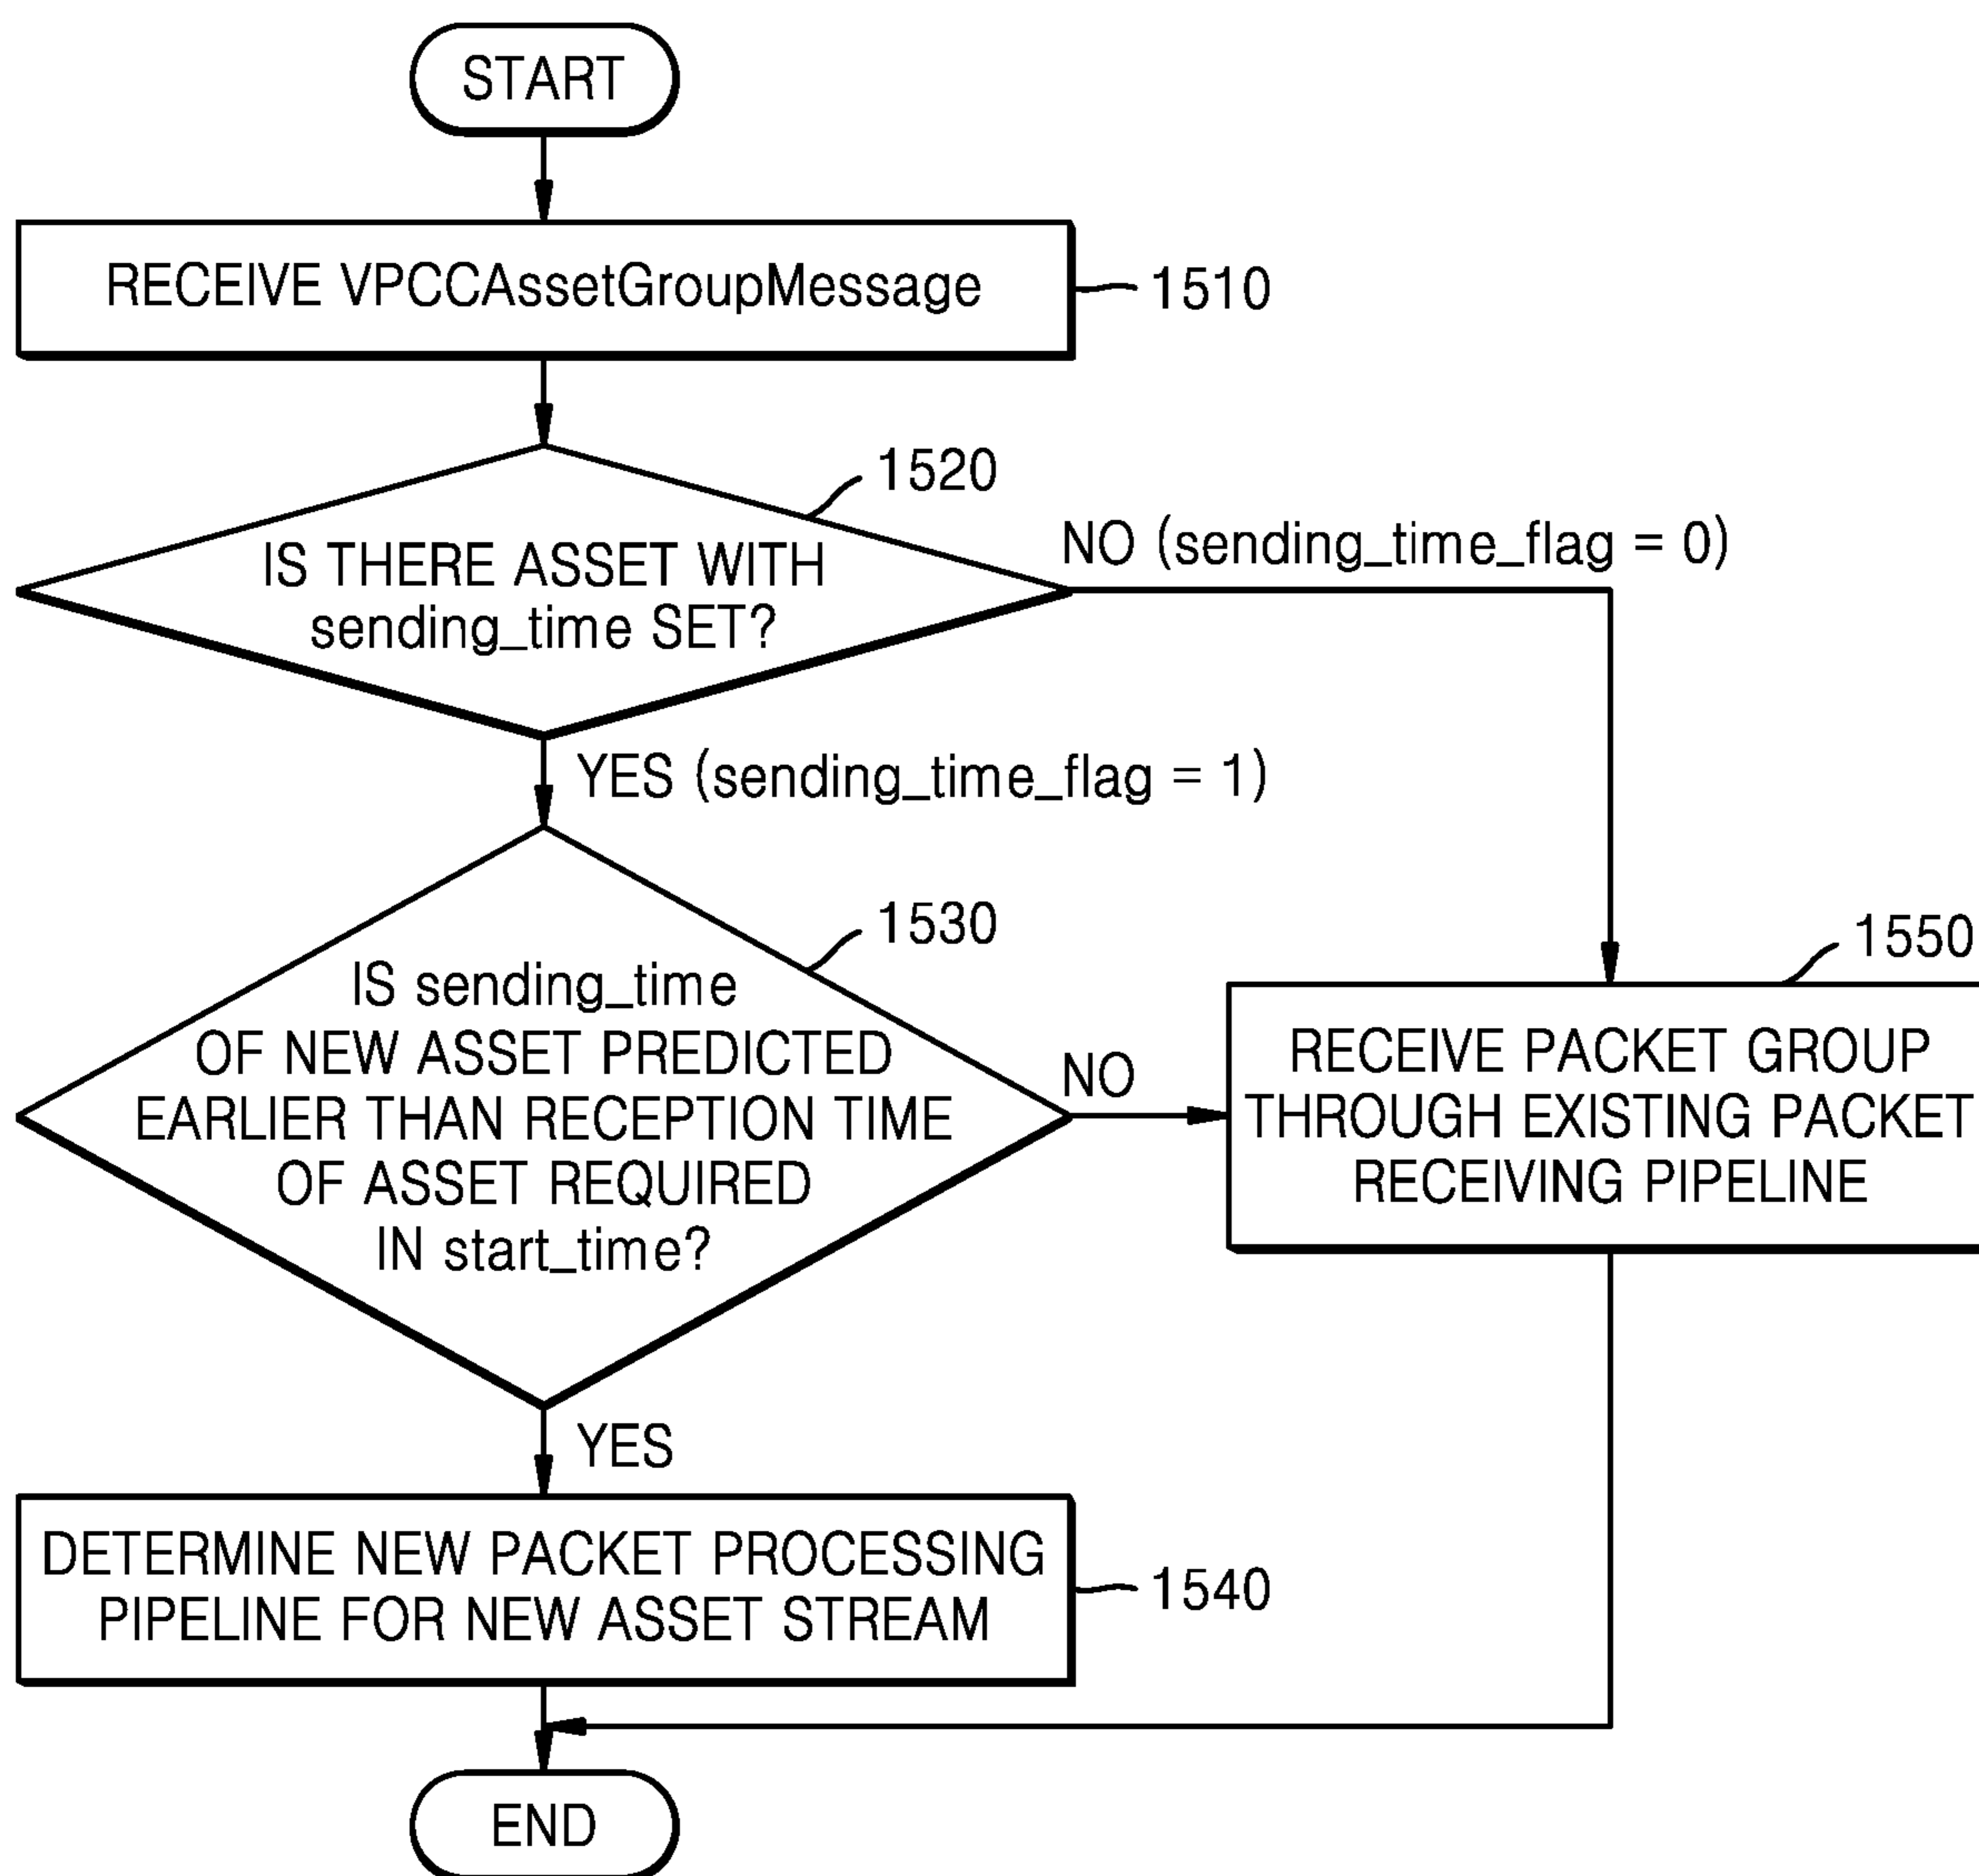 START
RECEIVE VPCCAssetGroupMessage
1510
1520
IS THERE ASSET WITH
sending_time SET?
NO (sending_time_flag = 0)
YES (sending_time_flag = 1)
1530
IS sending_time
OF NEW ASSET PREDICTED
EARLIER THAN RECEPTION TIME
OF ASSET REQUIRED
IN start_time?
NO
1550
RECEIVE PACKET GROUP
THROUGH EXISTING PACKET
RECEIVING PIPELINE
YES
DETERMINE NEW PACKET PROCESSING
PIPELINE FOR NEW ASSET STREAM
1540
END